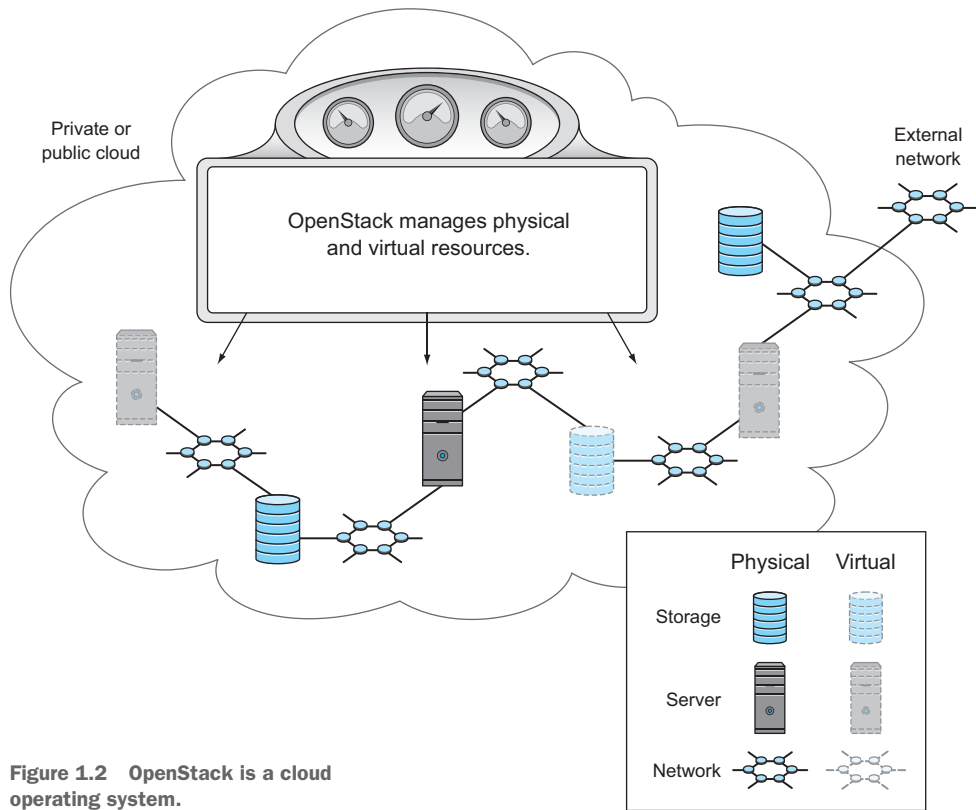 Private or
public cloud
External
network
OpenStack manages physical
and virtual resources.
Physical Virtual
Storage
Server
Network
Figure 1.2 OpenStack is a cloud
operating system.